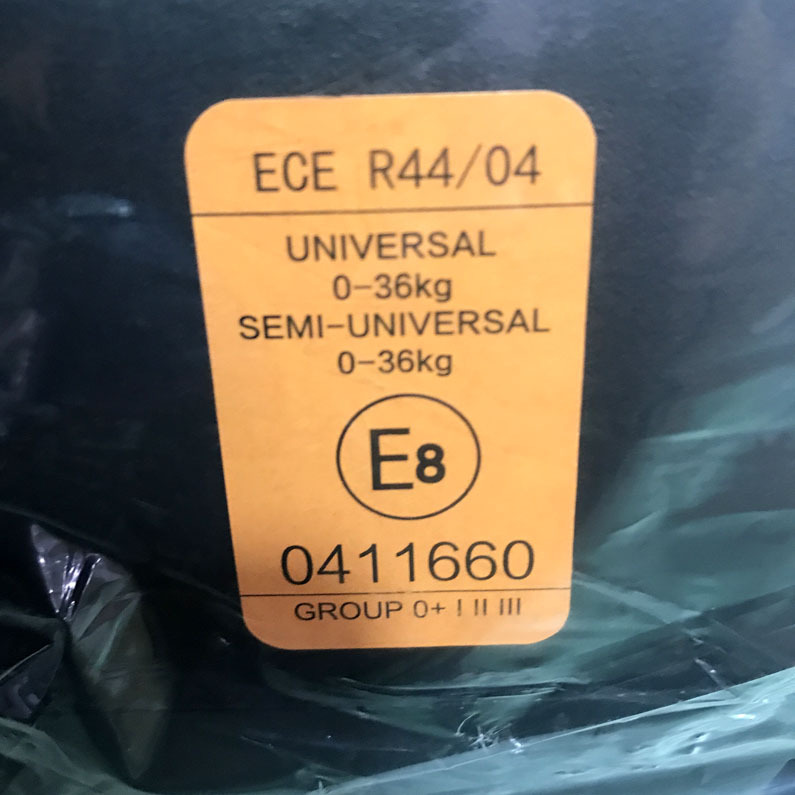 ECE R44/04
UNIVERSAL
0-36kg
SEMI-UNIVERSAL
0-36kg
E8
0411660
GROUP 0+ I II III